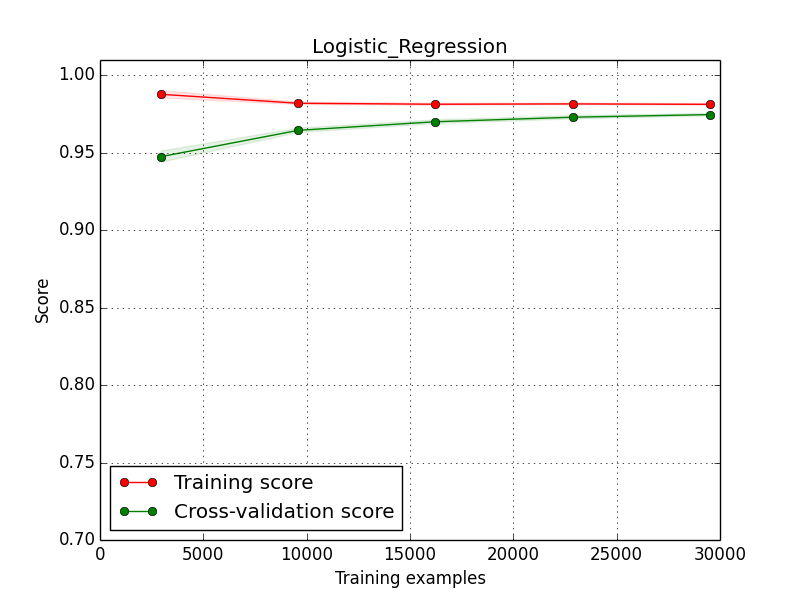 Logistic_Regression
1.00
0.95
0.90
0.85
0.80
0.75
0.70
Score
Training score
Cross-validation score
0 5000 10000 15000 20000 25000 30000
Training examples